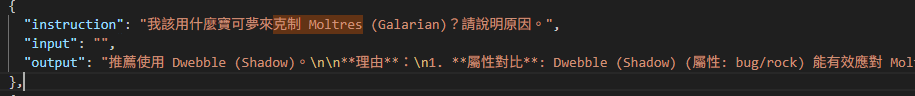 {
"instruction": "我該用什麼寶可夢來克制 Moltres (Galarian)？請說明原因。",
"input": "",
"output": "推薦使用 Dwebble (Shadow)。\n\n**理由**：\n1. **屬性對比**: Dwebble (Shadow) (屬性: bug/rock) 能有效應對 Mol
},